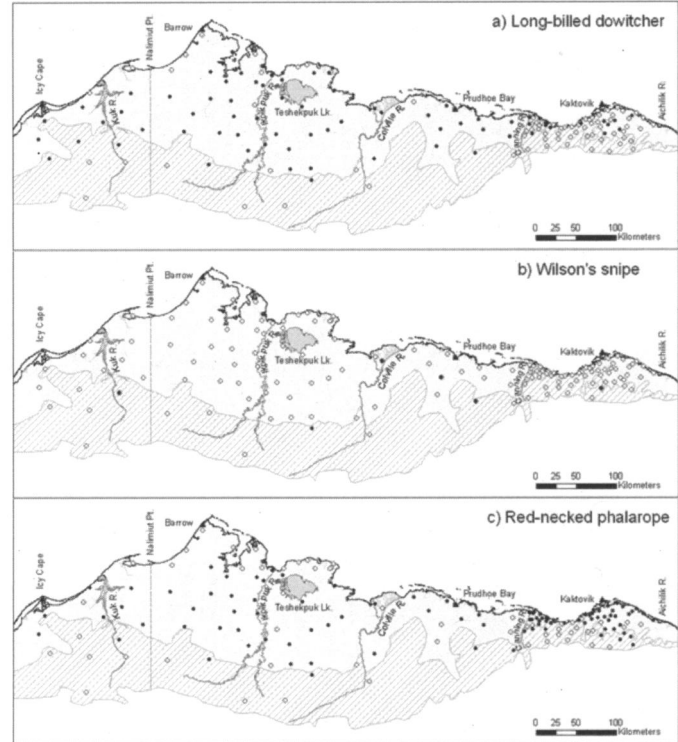 a) Long-billed dowitcher
Barrow
Nalimiut Pt.
Icy Cape
Kuk R.
Teshekpuk Lk.
Colville R.
Prudhoe Bay
Kaktovik
Achilik R.
0 25 50 100
Kilometers
b) Wilson's snipe
Barrow
Nalimiut Pt.
Icy Cape
Kuk R.
Teshekpuk Lk.
Colville R.
Prudhoe Bay
Kaktovik
Achilik R.
0 25 50 100
Kilometers
c) Red-necked phalarope
Barrow
Nalimiut Pt.
Icy Cape
Kuk R.
Teshekpuk Lk.
Colville R.
Prudhoe Bay
Kaktovik
Achilik R.
0 25 50 100
Kilometers